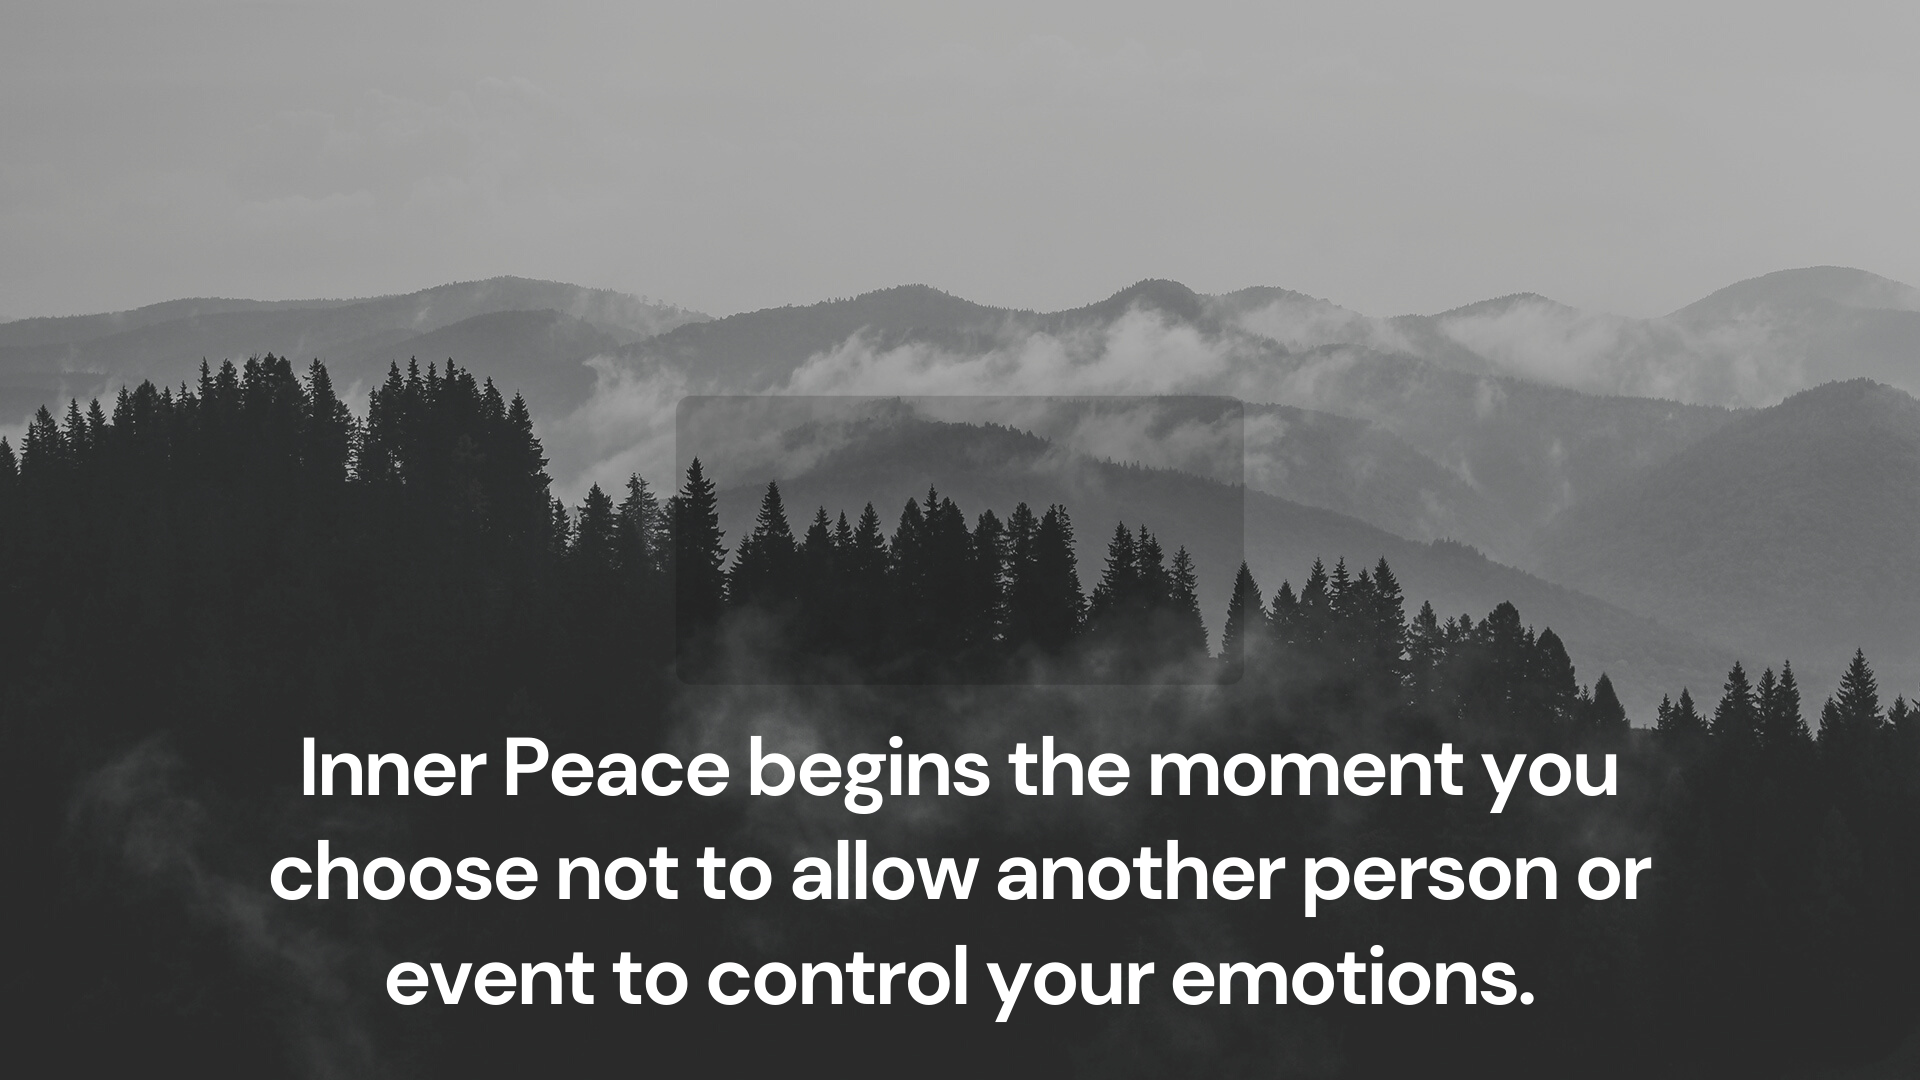 Inner Peace begins the moment you
choose not to allow another person or
event to control your emotions.